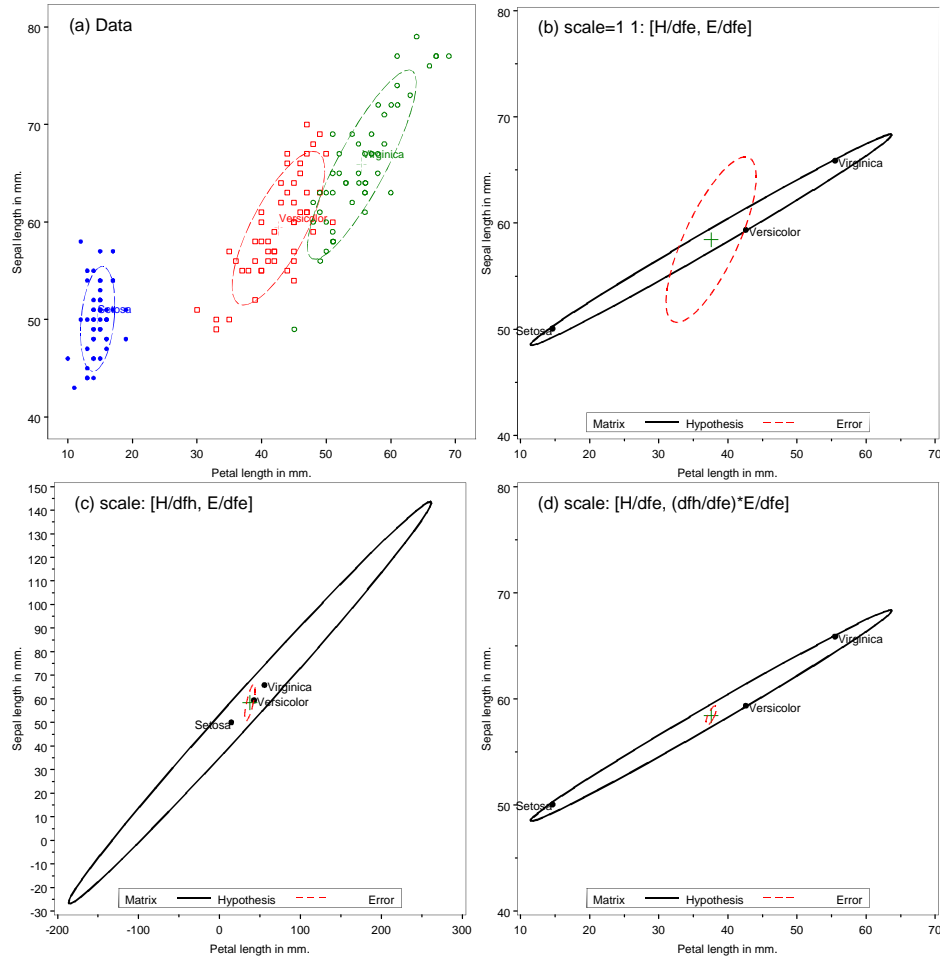 (a) Data
80
70
60
50
40
Sepal length in mm.
Virginica
Versicolor
Setosa
10 20 30 40 50 60 70
Petal length in mm.
(b) scale=1 1: [H/dfe, E/dfe]
80
70
60
50
40
Sepal length in mm.
Virginica
Versicolor
Setosa
Matrix Hypothesis Error
10 20 30 40 50 60 70
Petal length in mm.
(c) scale: [H/dfh, E/dfe]
150
140
130
120
110
100
90
80
70
60
50
40
30
20
10
0
-10
-20
-30
Sepal length in mm.
Virginica
Versicolor
Setosa
Matrix Hypothesis Error
-200 -100 0 100 200 300
Petal length in mm.
(d) scale: [H/dfe, (dfh/dfe)*E/dfe]
80
70
60
50
40
Sepal length in mm.
Virginica
Versicolor
Setosa
Matrix Hypothesis Error
10 20 30 40 50 60 70
Petal length in mm.